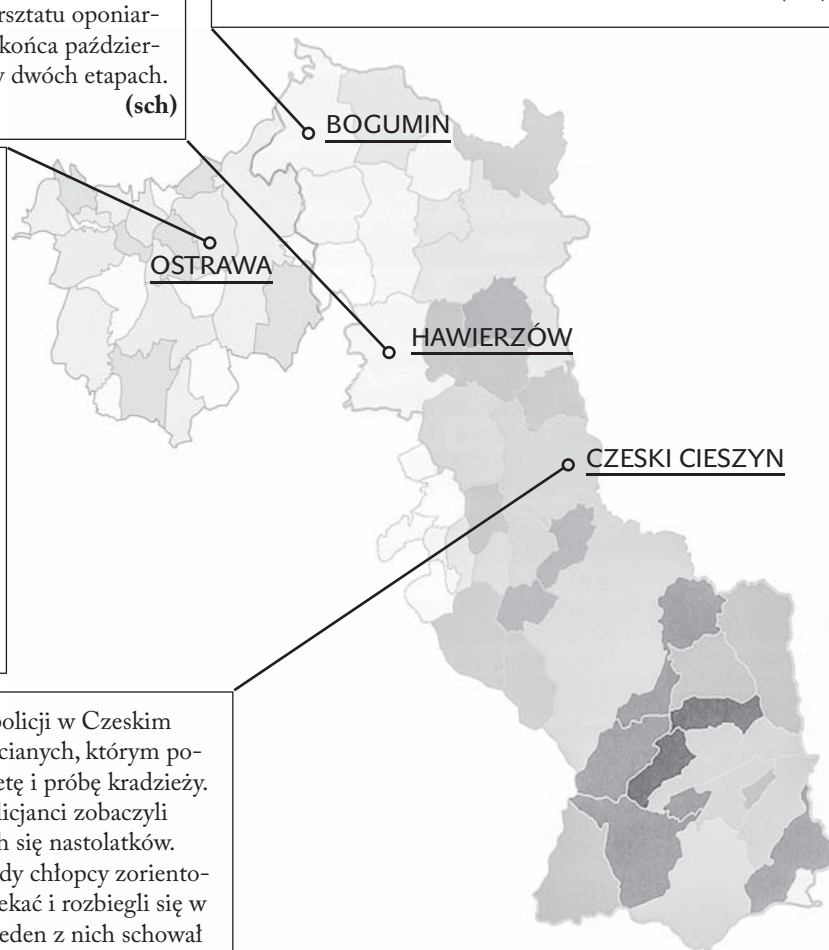 rsztatu oponiar-
końca paździer-
w dwóch etapach.
(sch)
BOGUMIN
OSTRAWA
HAWIERZÓW
CZESKI CIESZYN
policji w Czeskim
cianych, którym po-
etę i próbę kradzieży.
licjanci zobaczyli
h się nastolatków.
dy chłopcy zoriento-
ekać i rozbiegli się w
eden z nich schował